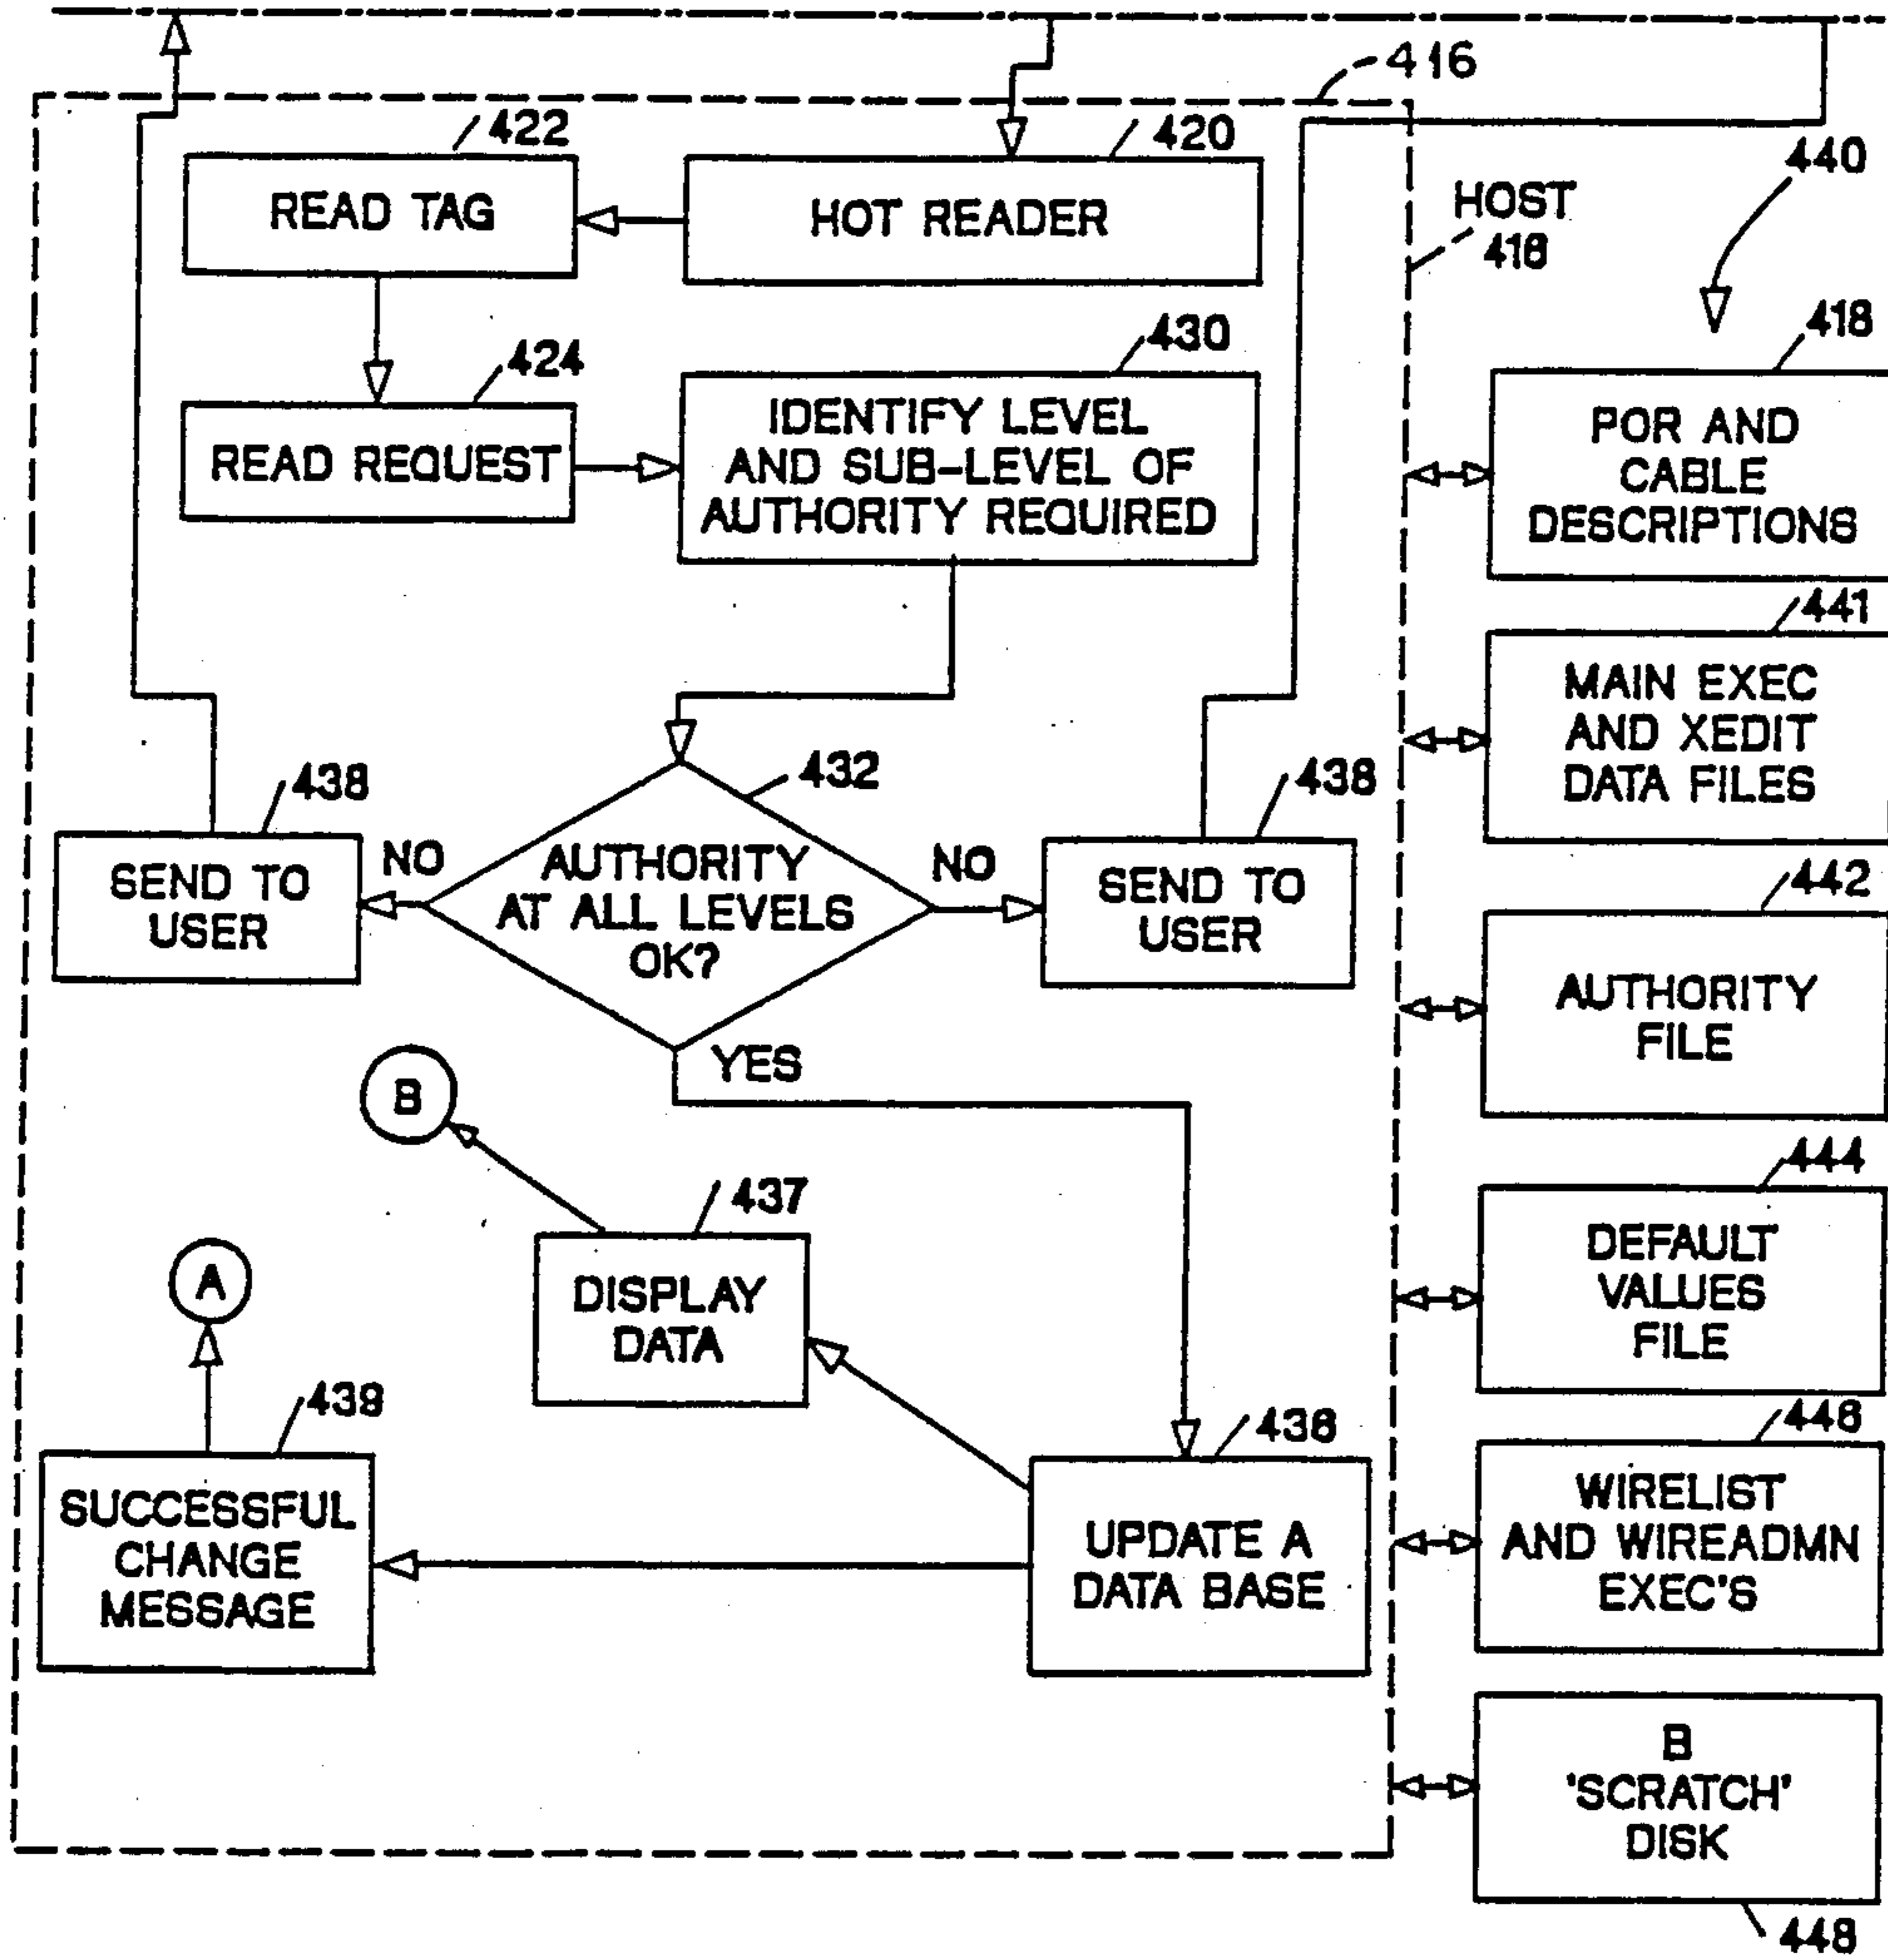 416
422
420
440
READ TAG
HOT READER
HOST
416
418
424
430
READ REQUEST
IDENTIFY LEVEL
AND SUB-LEVEL OF
AUTHORITY REQUIRED
POR AND
CABLE
DESCRIPTIONS
441
MAIN EXEC
AND XEDIT
DATA FILES
438
432
438
SEND TO
USER
NO
AUTHORITY
AT ALL LEVELS
OK?
NO
SEND TO
USER
YES
442
AUTHORITY
FILE
B
437
DISPLAY
DATA
A
444
DEFAULT
VALUES
FILE
439
SUCCESSFUL
CHANGE
MESSAGE
436
UPDATE A
DATA BASE
446
WIRELIST
AND WIREADMN
EXEC'S
B
'SCRATCH'
DISK
448